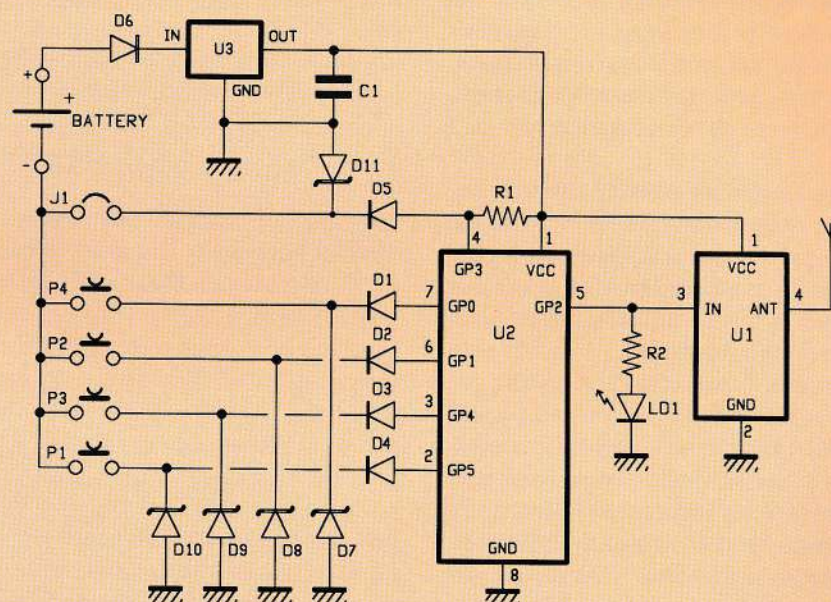 D6
IN
U3
OUT
GND
C1
+
+
BATTERY
-
D11
J1
D5
R1
4
1
1
GP3
VCC
VCC
P4
D1
7
GP0
GP2
5
3
IN
ANT
4
U2
U1
P2
D2
6
GP1
R2
P3
D3
3
GP4
LD1
GND
2
P1
D4
2
GP5
D10
D9
D8
D7
GND
8